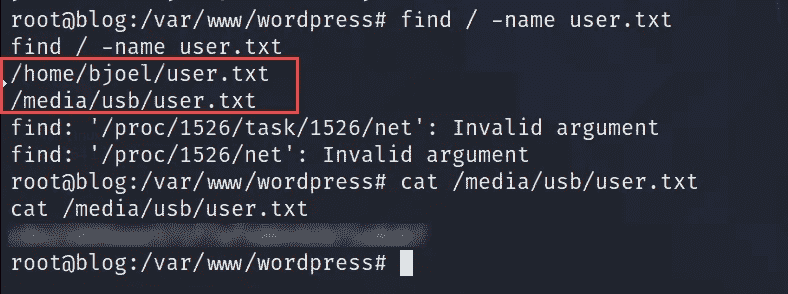 root@blog:/var/www/wordpress# find / -name user.txt
find / -name user.txt
/home/bjoel/user.txt
/media/usb/user.txt
find: '/proc/1526/task/1526/net': Invalid argument
find: '/proc/1526/net': Invalid argument
root@blog:/var/www/wordpress# cat /media/usb/user.txt
cat /media/usb/user.txt
root@blog:/var/www/wordpress#